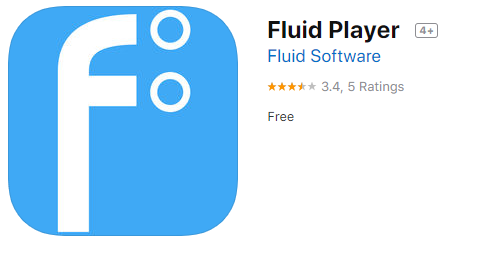 f
Fluid Player 4+
Fluid Software
3.4, 5 Ratings
Free